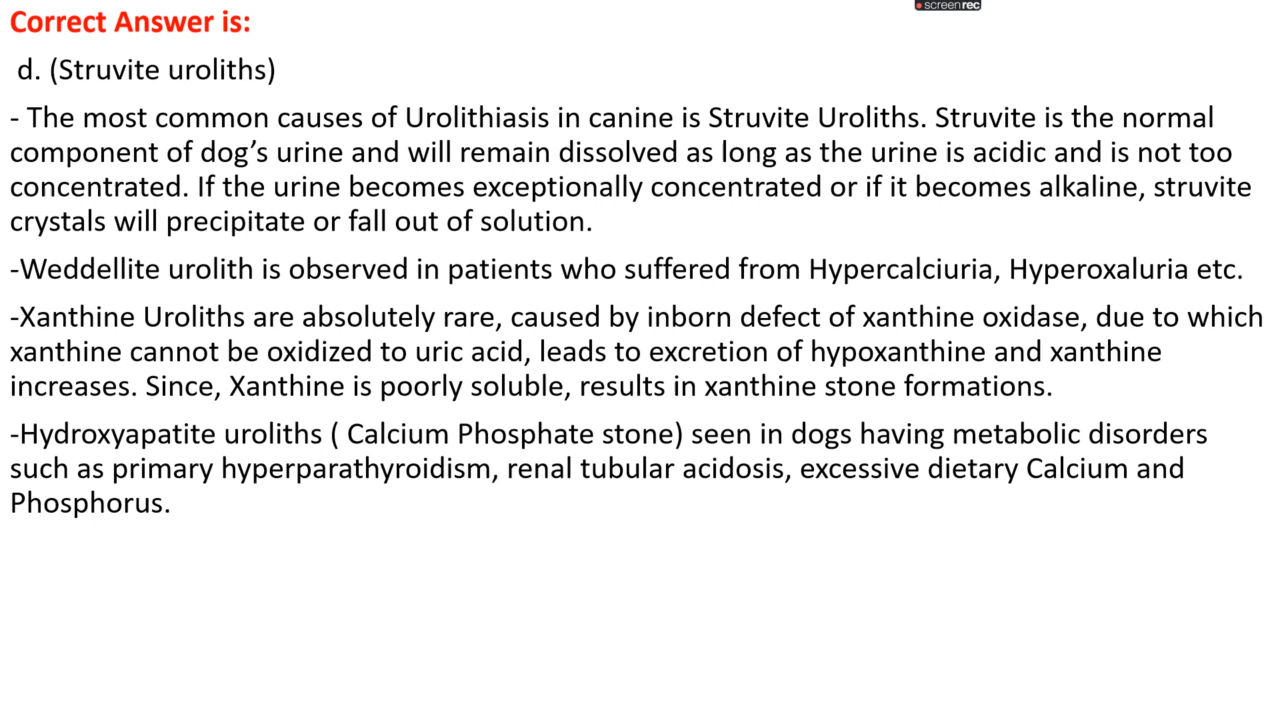 screenrec
Correct Answer is:
d. (Struvite uroliths)
- The most common causes of Urolithiasis in canine is Struvite Uroliths. Struvite is the normal
component of dog’s urine and will remain dissolved as long as the urine is acidic and is not too
concentrated. If the urine becomes exceptionally concentrated or if it becomes alkaline, struvite
crystals will precipitate or fall out of solution.
-Weddellite urolith is observed in patients who suffered from Hypercalciuria, Hyperoxaluria etc.
-Xanthine Uroliths are absolutely rare, caused by inborn defect of xanthine oxidase, due to which
xanthine cannot be oxidized to uric acid, leads to excretion of hypoxanthine and xanthine
increases. Since, Xanthine is poorly soluble, results in xanthine stone formations.
-Hydroxyapatite uroliths ( Calcium Phosphate stone) seen in dogs having metabolic disorders
such as primary hyperparathyroidism, renal tubular acidosis, excessive dietary Calcium and
Phosphorus.